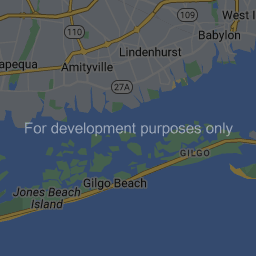 109
West I
Babylon
110
Lindenhurst
apequa
Amityville
27A
For development purposes only
GILGO
Gilgo Beach
Jones Beach
Island